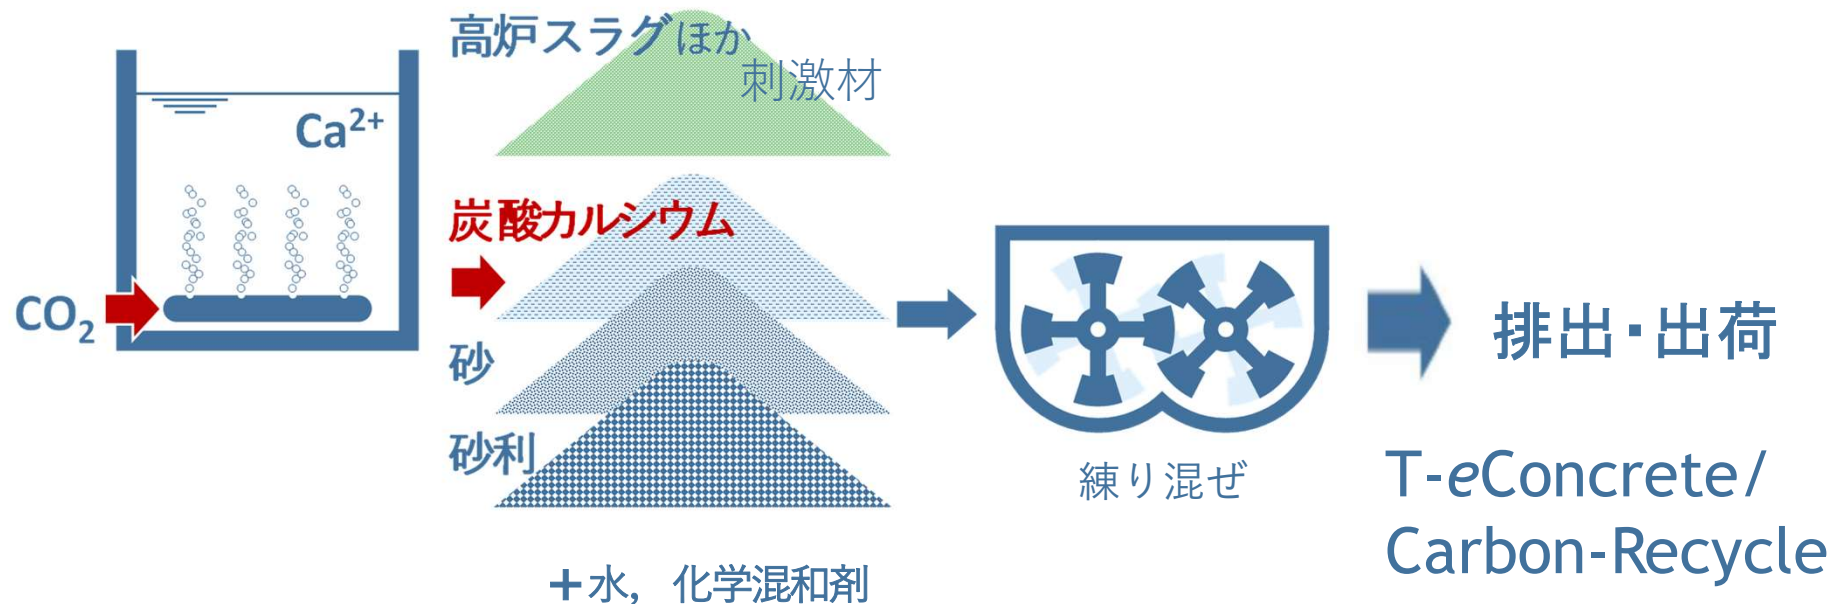 高炉スラグほか
刺激材
Ca²⁺
炭酸カルシウム
CO₂
砂
砂利
排出・出荷
練り混ぜ
T-eConcrete/
Carbon-Recycle
＋水，化学混和剤